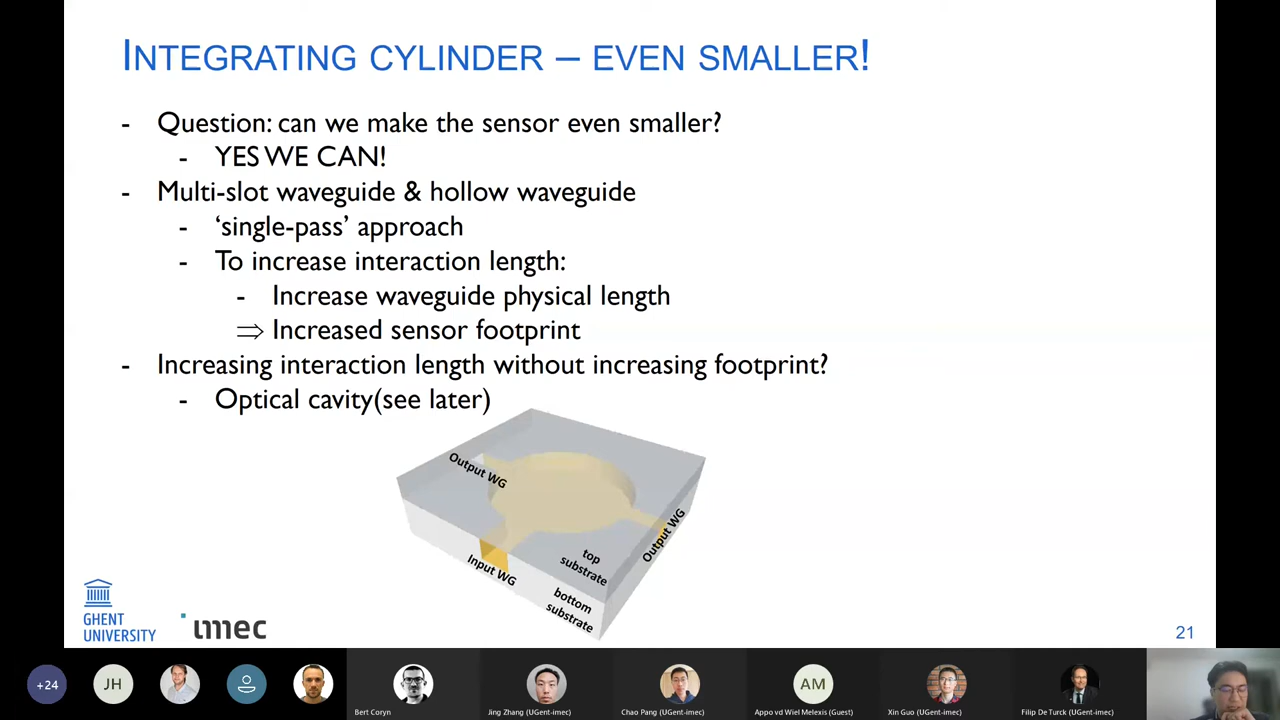 INTEGRATING CYLINDER – EVEN SMALLER!
- Question: can we make the sensor even smaller?
- YES WE CAN!
- Multi-slot waveguide & hollow waveguide
- ‘single-pass’ approach
- To increase interaction length:
- Increase waveguide physical length
⇒ Increased sensor footprint
- Increasing interaction length without increasing footprint?
- Optical cavity(see later)
Output WG
Output WG
Input WG
top
substrate
bottom
substrate
GHENT
UNIVERSITY
imec
21
+24
JH
AM
Bert Coryn
Jing Zhang (UGent-imec)
Chao Pang (UGent-imec)
Appo vd Wiel Melexis (Guest)
Xin Guo (UGent-imec)
Filip De Turck (UGent-imec)